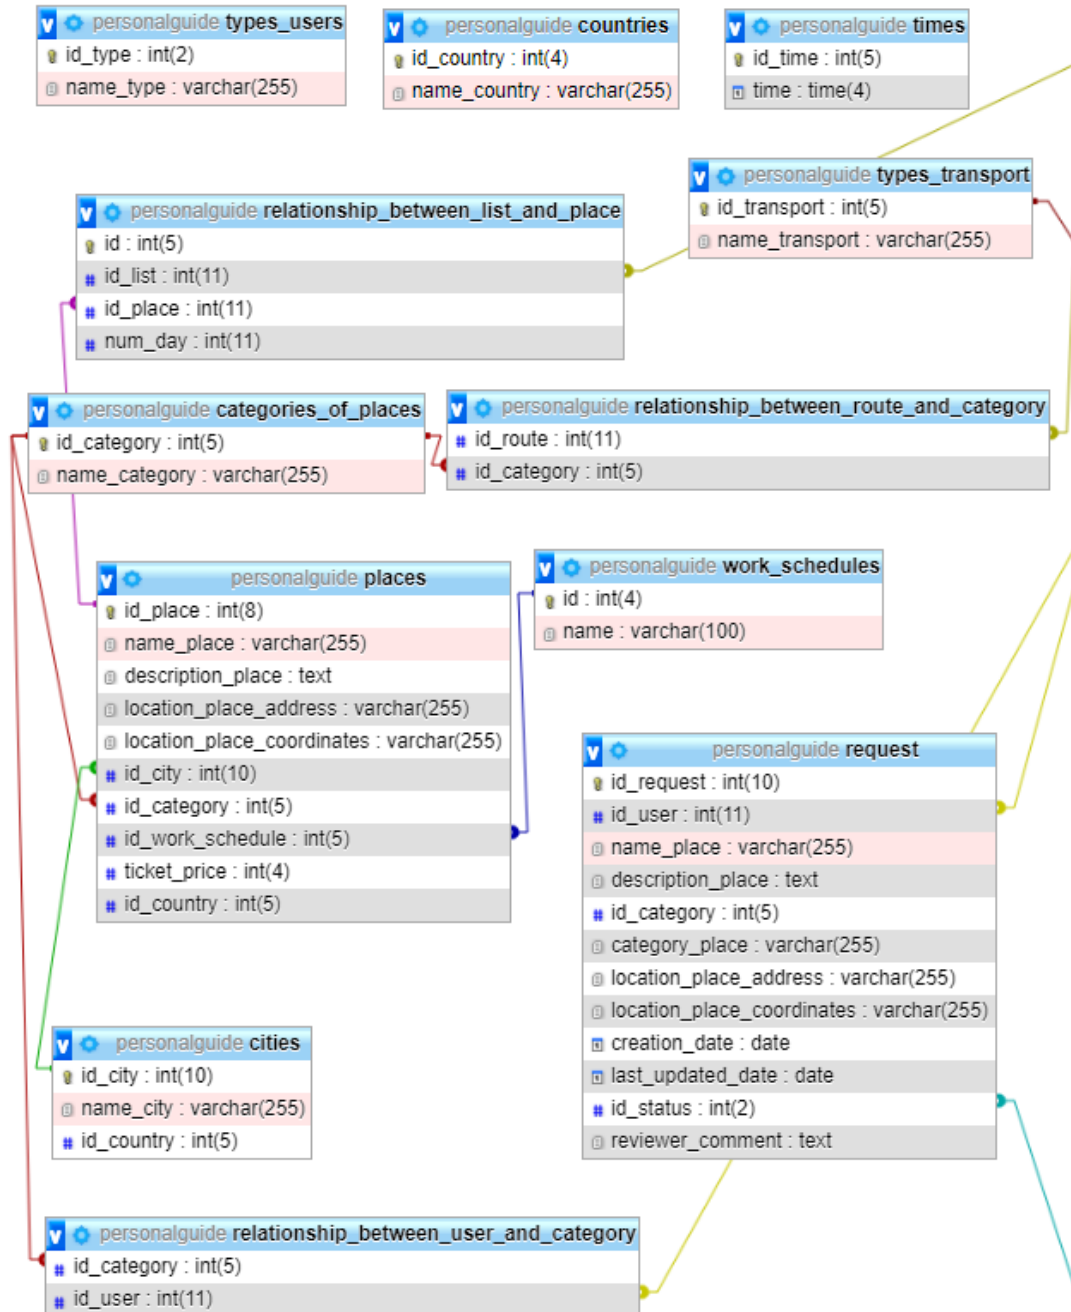 personalguide types_users
id_type : int(2)
name_type : varchar(255)
personalguide countries
id_country : int(4)
name_country : varchar(255)
personalguide times
id_time : int(5)
time : time(4)
personalguide types_transport
id_transport : int(5)
name_transport : varchar(255)
personalguide relationship_between_list_and_place
id : int(5)
id_list : int(11)
id_place : int(11)
num_day : int(11)
personalguide categories_of_places
id_category : int(5)
name_category : varchar(255)
personalguide relationship_between_route_and_category
id_route : int(11)
id_category : int(5)
personalguide places
id_place : int(8)
name_place : varchar(255)
description_place : text
location_place_address : varchar(255)
location_place_coordinates : varchar(255)
id_city : int(10)
id_category : int(5)
id_work_schedule : int(5)
ticket_price : int(4)
id_country : int(5)
personalguide work_schedules
id : int(4)
name : varchar(100)
personalguide request
id_request : int(10)
id_user : int(11)
name_place : varchar(255)
description_place : text
id_category : int(5)
category_place : varchar(255)
location_place_address : varchar(255)
location_place_coordinates : varchar(255)
creation_date : date
last_updated_date : date
id_status : int(2)
reviewer_comment : text
personalguide cities
id_city : int(10)
name_city : varchar(255)
id_country : int(5)
personalguide relationship_between_user_and_category
id_category : int(5)
id_user : int(11)